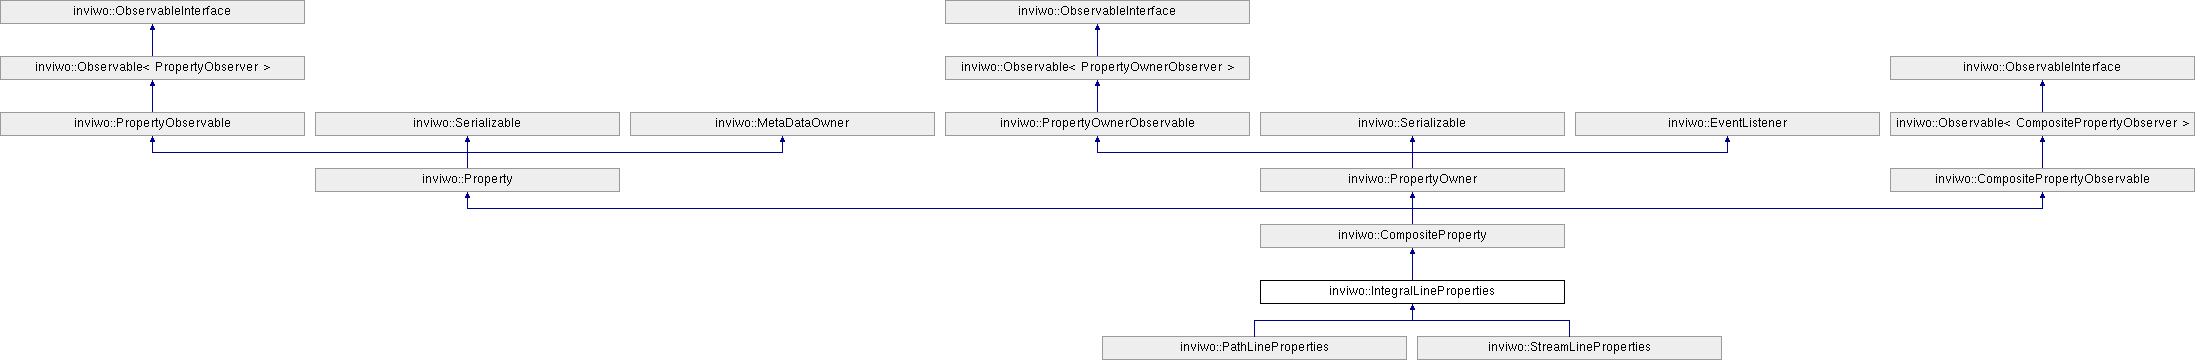 inviwo::ObservableInterface
inviwo::ObservableInterface
inviwo::Observable< PropertyObserver >
inviwo::Observable< PropertyOwnerObserver >
inviwo::ObservableInterface
inviwo::PropertyObservable
inviwo::Serializable
inviwo::MetaDataOwner
inviwo::PropertyOwnerObservable
inviwo::Serializable
inviwo::EventListener
inviwo::Observable< CompositePropertyObserver >
inviwo::Property
inviwo::PropertyOwner
inviwo::CompositePropertyObservable
inviwo::CompositeProperty
inviwo::IntegralLineProperties
inviwo::PathLineProperties
inviwo::StreamLineProperties